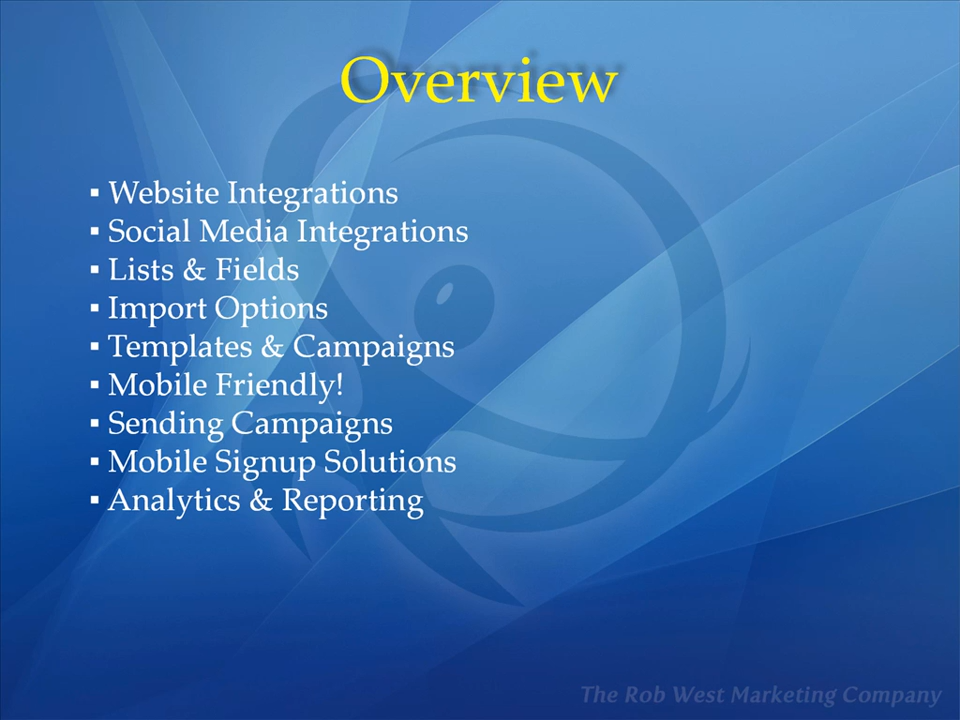 Overview
▪ Website Integrations
▪ Social Media Integrations
▪ Lists & Fields
▪ Import Options
▪ Templates & Campaigns
▪ Mobile Friendly!
▪ Sending Campaigns
▪ Mobile Signup Solutions
▪ Analytics & Reporting
The Rob West Marketing Company